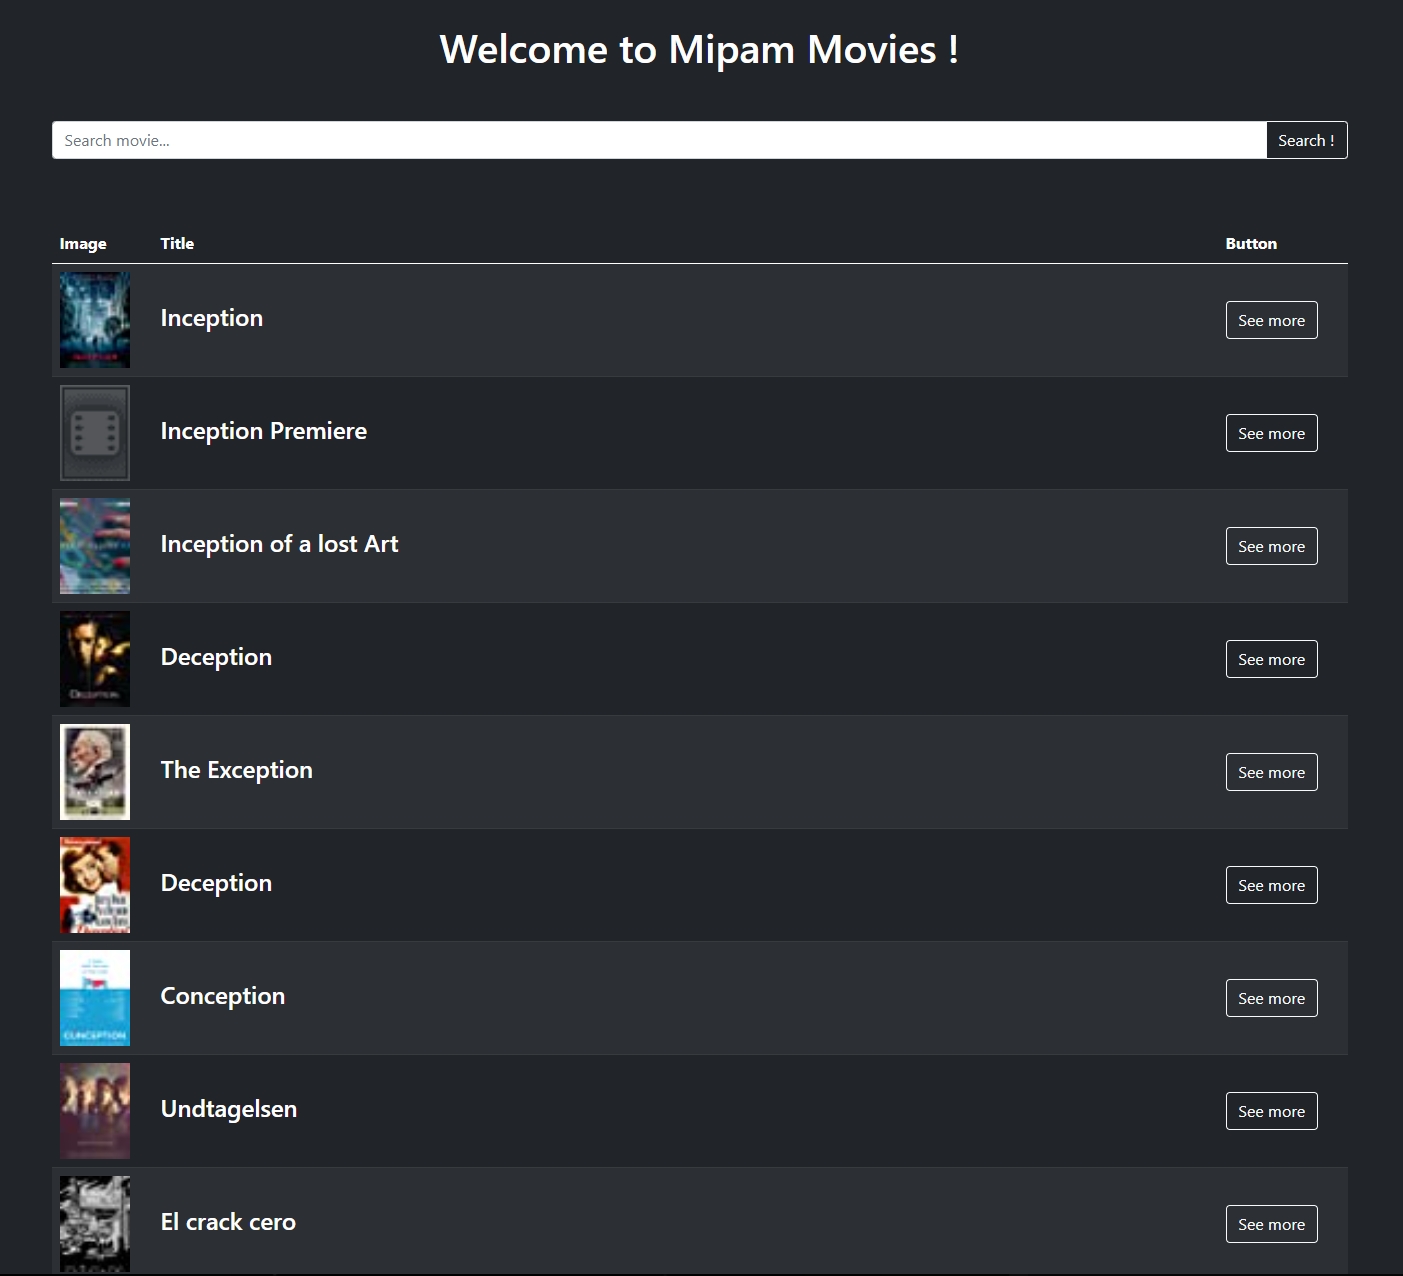 Welcome to Mipam Movies !
Search movie... Search !
Image Title Button
Inception See more
Inception Premiere See more
Inception of a lost Art See more
DECEPTION
Deception See more
The Exception See more
Deception See more
Conception See more
CONCEPTION
Undtagelsen See more
El crack cero See more